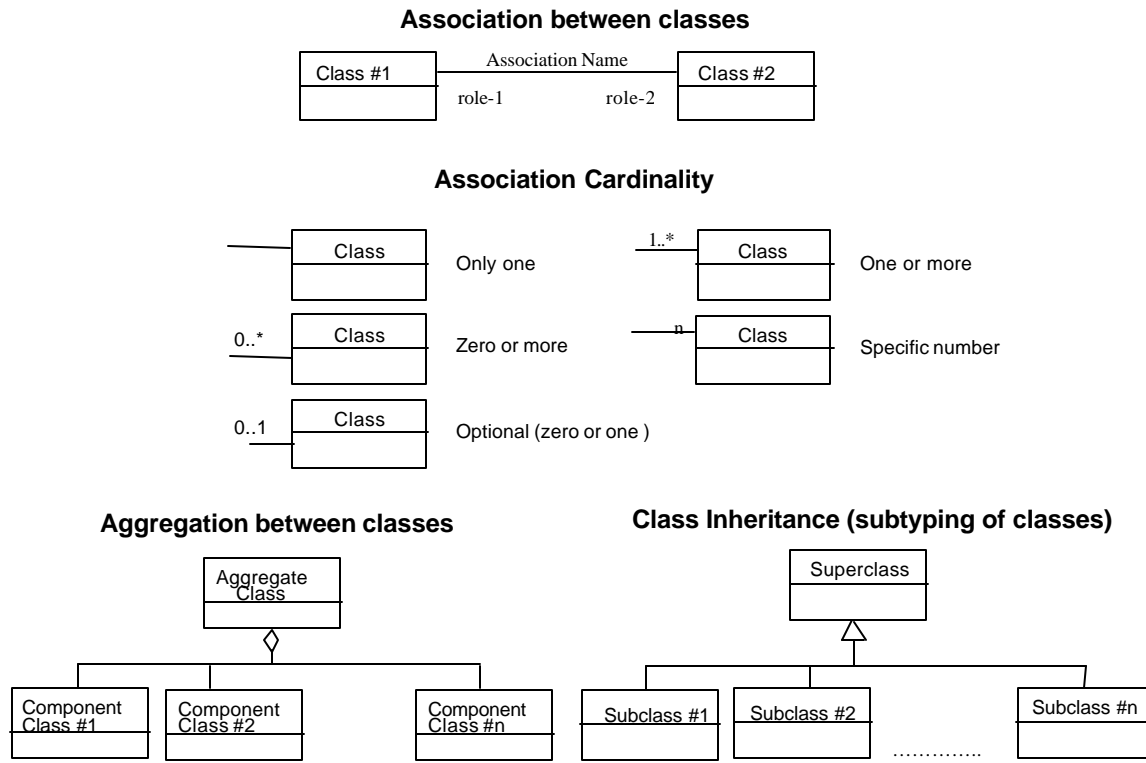 Association between classes
Class #1
Association Name
Class #2
role-1
role-2
Association Cardinality
Class
Only one
1..*
Class
One or more
0..*
Class
Zero or more
n
Class
Specific number
0..1
Class
Optional (zero or one )
Aggregation between classes
Aggregate
Class
Component
Class #1
Component
Class #2
Component
Class #n
Class Inheritance (subtyping of classes)
Superclass
Subclass #1
Subclass #2
…………..
Subclass #n